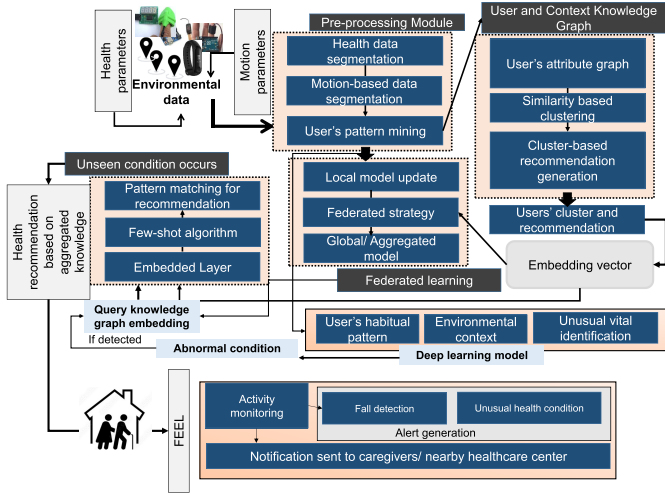 Pre-processing Module
User and Context Knowledge
Graph
Health
parameters
Environmental
data
Motion
parameters
Health data
segmentation
Motion-based data
segmentation
User's pattern mining
User's attribute graph
Similarity based
clustering
Cluster-based
recommendation
generation
Users' cluster and
recommendation
Embedding vector
Local model update
Federated strategy
Global/ Aggregated
model
Federated learning
Unseen condition occurs
Health
recommendation
based on
aggregated
knowledge
Pattern matching for
recommendation
Few-shot algorithm
Embedded Layer
Query knowledge
graph embedding
If detected
Abnormal condition
User's habitual
pattern
Environmental
context
Unusual vital
identification
Deep learning model
FEEL
Activity
monitoring
Fall detection
Unusual health condition
Alert generation
Notification sent to caregivers/ nearby healthcare center